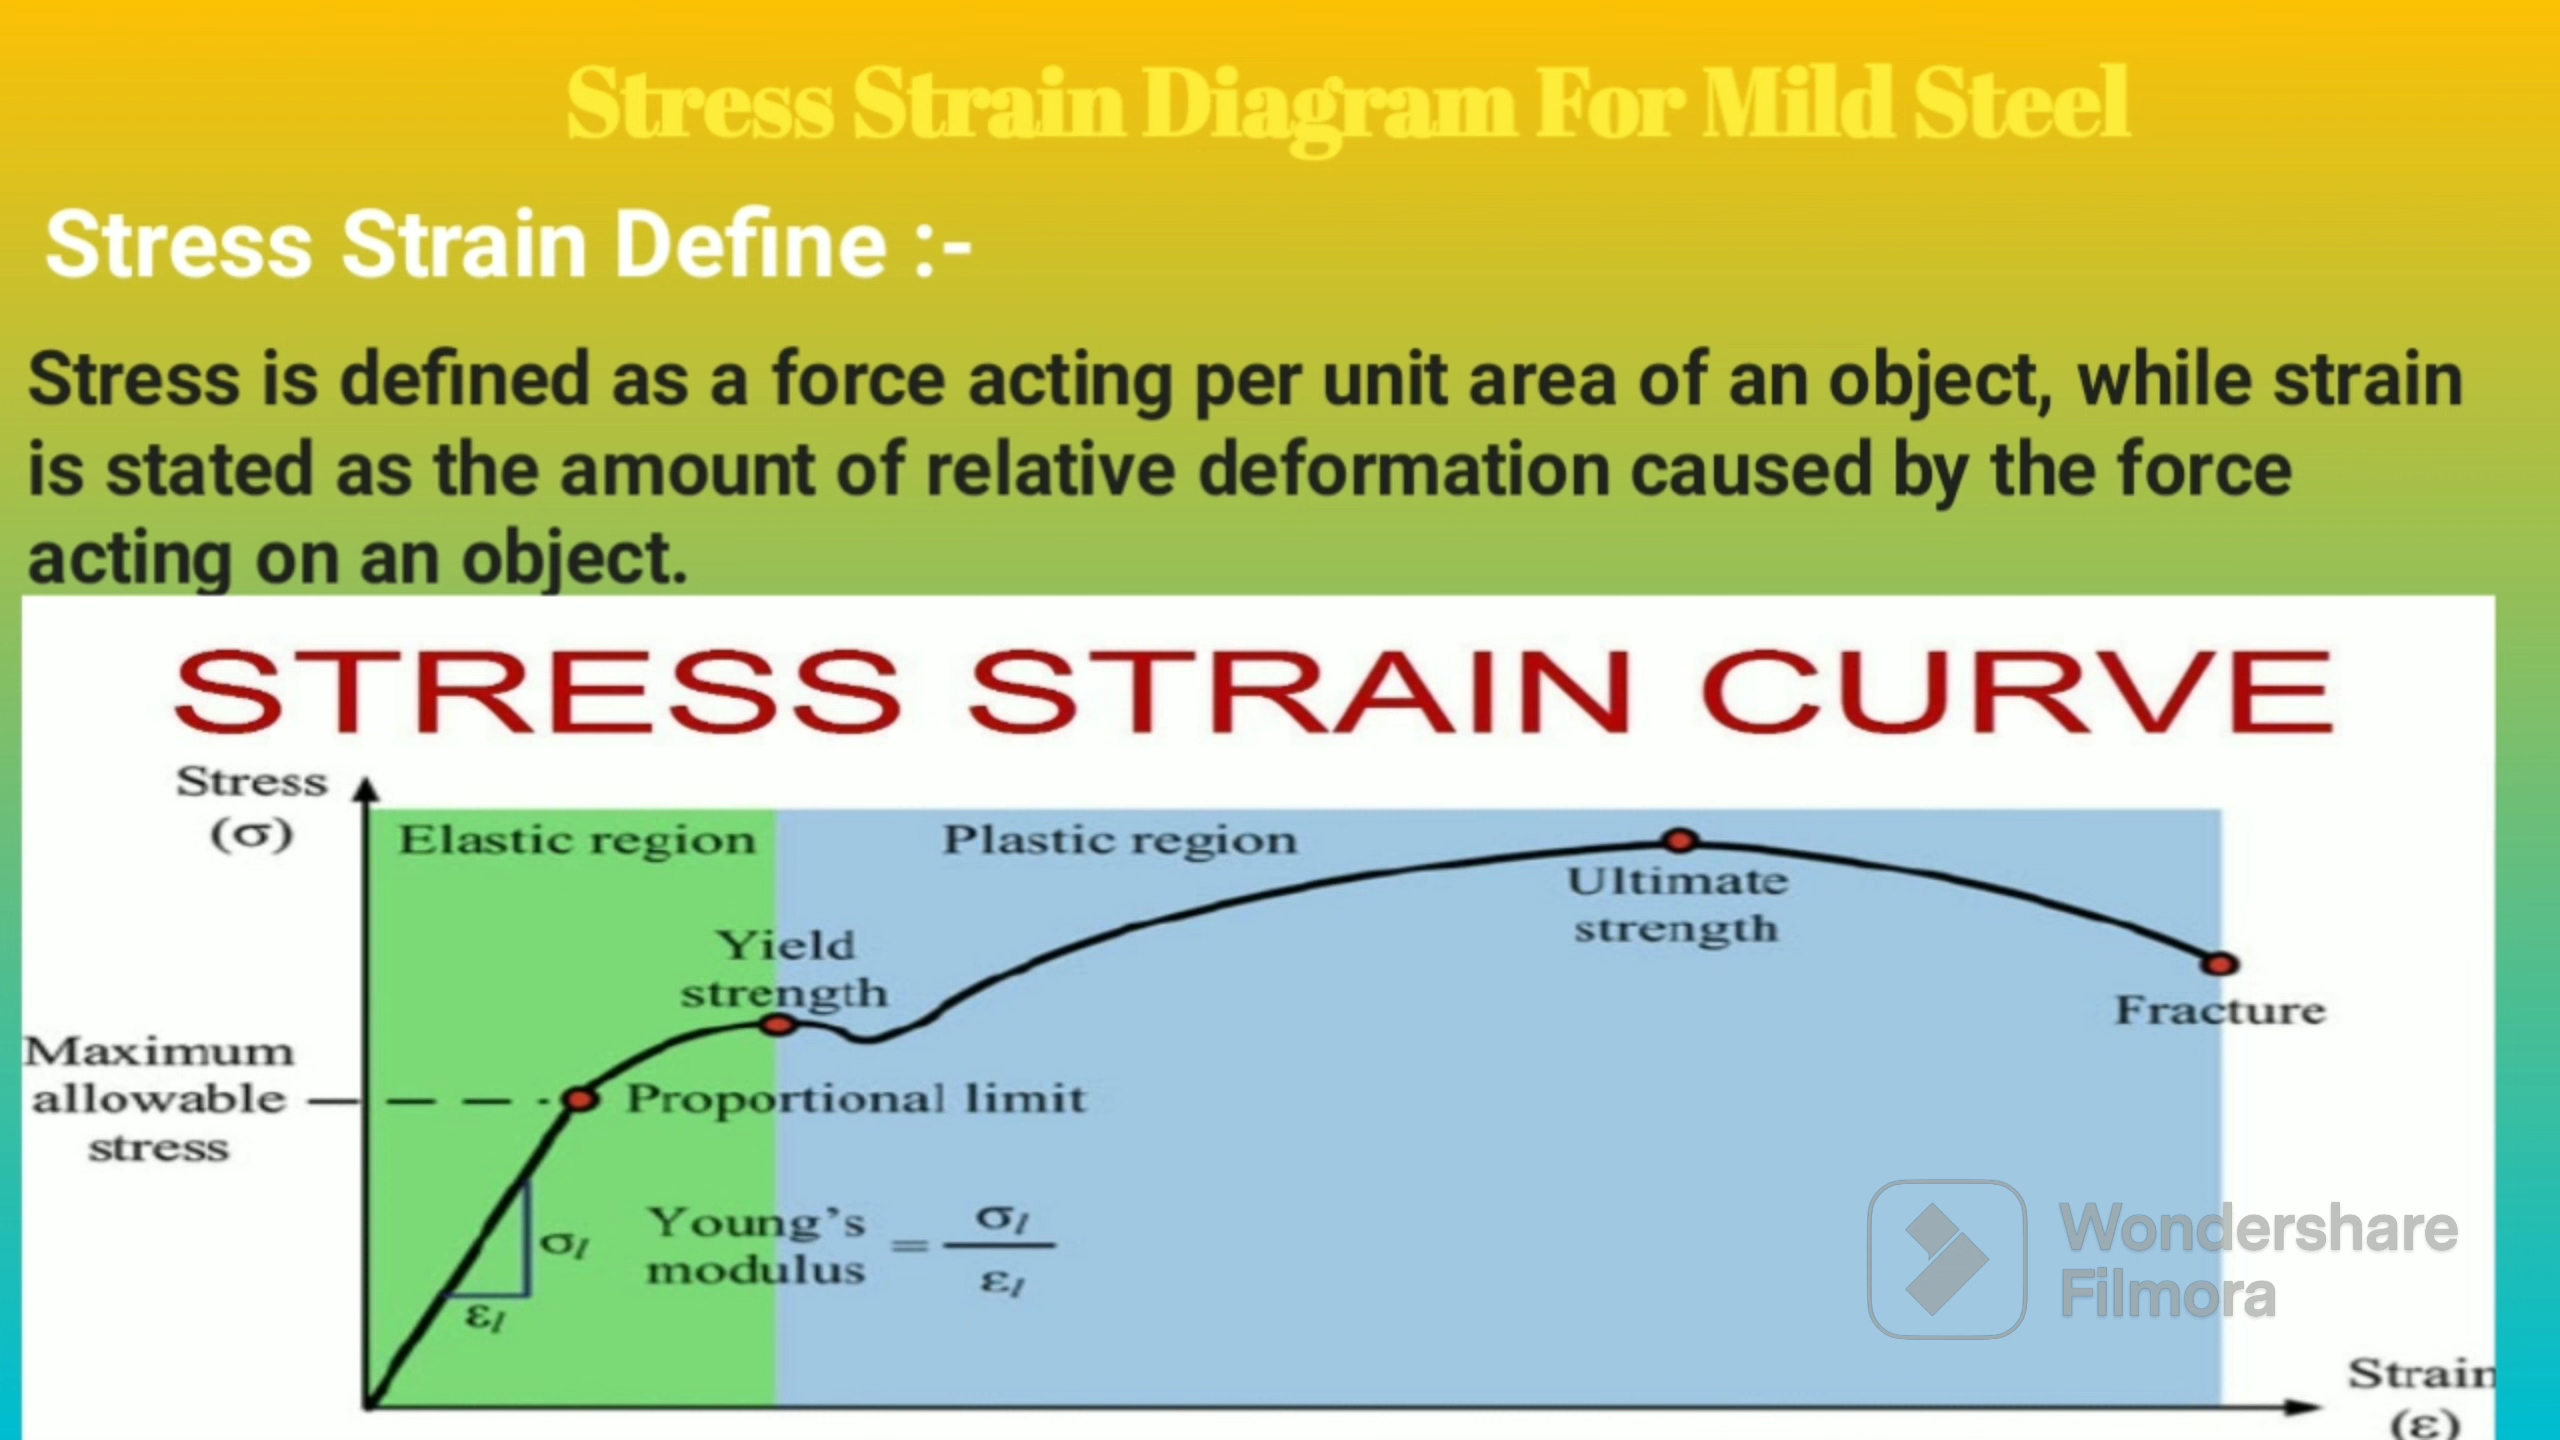 Stress Strain Diagram For Mild Steel
Stress Strain Define :-
Stress is defined as a force acting per unit area of an object, while strain
is stated as the amount of relative deformation caused by the force
acting on an object.
STRESS STRAIN CURVE
Stress
(σ)
Elastic region
Plastic region
Ultimate
strength
Yield
strength
Fracture
Maximum
allowable
stress
Proportional limit
Young's
modulus
=
σl
εl
σl
εl
Wondershare
Filmora
Strain
(ε)